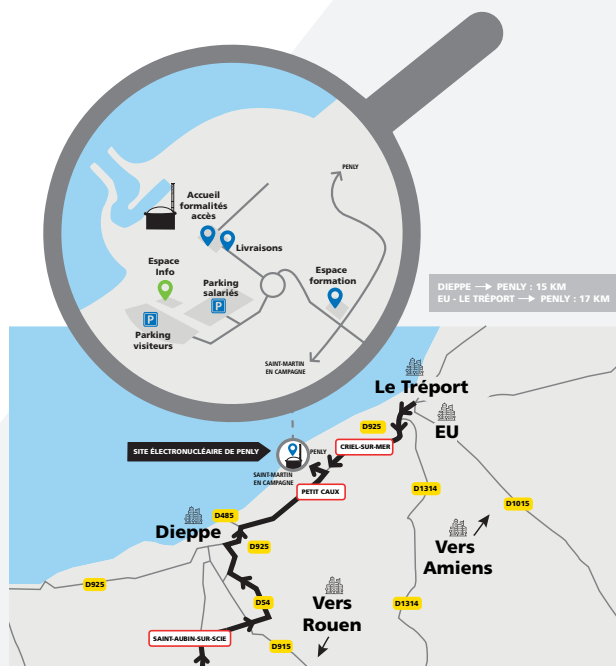 PENLY
Accueil
formalités
accès
Livraisons
Espace
Info
Parking
salariés
Espace
formation
P
P
Parking
visiteurs
SAINT-MARTIN
EN CAMPAGNE
DIEPPE → PENLY : 15 KM
EU - LE TRÉPORT → PENLY : 17 KM
Le Tréport
EU
D925
CRIEL-SUR-MER
SITE ÉLECTRONUCLÉAIRE DE PENLY
PENLY
SAINT-MARTIN
EN CAMPAGNE
PETIT CAUX
D1314
D1015
D485
Dieppe
D925
Vers
Amiens
D925
D54
Vers
Rouen
D1314
SAINT-AUBIN-SUR-SCIE
D915